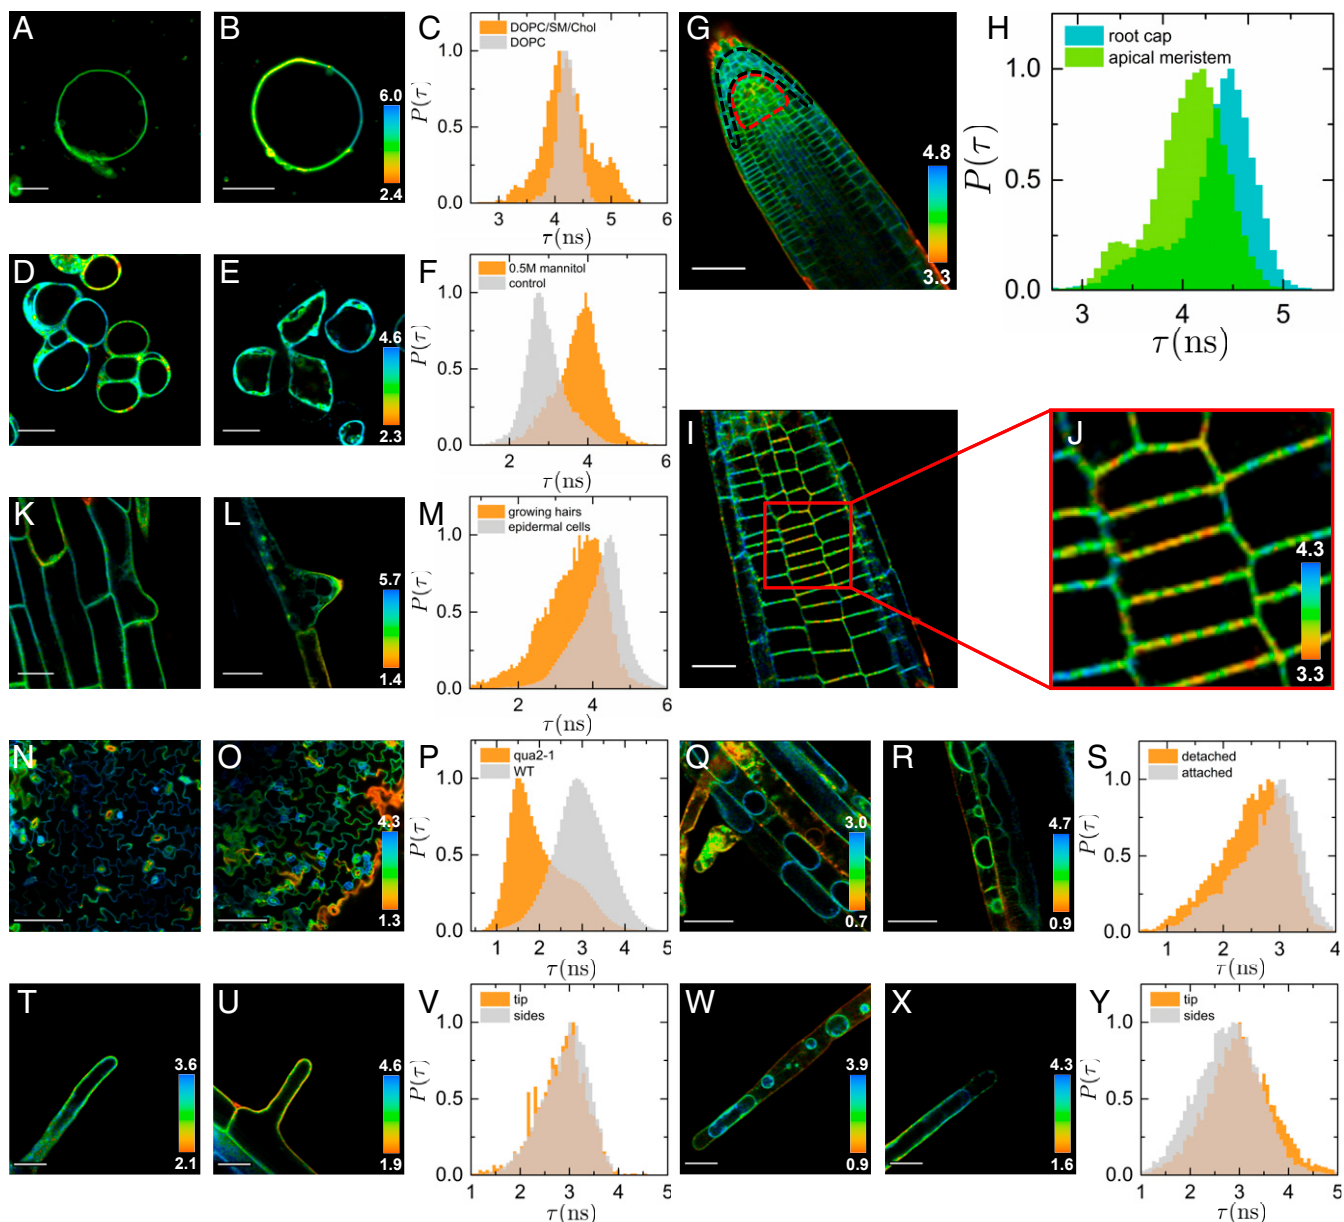 A
B
6.0
2.4
C
DOPC/SM/Chol
DOPC
1.0
0.5
0.0
P(τ)
3 4 5 6
τ(ns)
G
4.8
3.3
H
root cap
apical meristem
1.0
0.5
0.0
P(τ)
3 4 5
τ(ns)
D
E
4.6
2.3
F
0.5M mannitol
control
1.0
0.5
0.0
P(τ)
2 4 6
τ(ns)
I
J
4.3
3.3
K
L
5.7
1.4
M
growing hairs
epidermal cells
1.0
0.5
0.0
P(τ)
2 4 6
τ(ns)
N
O
4.3
1.3
P
qua2-1
WT
1.0
0.5
0.0
P(τ)
1 2 3 4 5
τ(ns)
Q
3.0
0.7
R
4.7
0.9
S
detached
attached
1.0
0.5
0.0
P(τ)
1 2 3 4
τ(ns)
T
3.6
2.1
U
4.6
1.9
V
tip
sides
1.0
0.5
0.0
P(τ)
1 2 3 4 5
τ(ns)
W
3.9
0.9
X
4.3
1.6
Y
tip
sides
1.0
0.5
0.0
P(τ)
1 2 3 4 5
τ(ns)